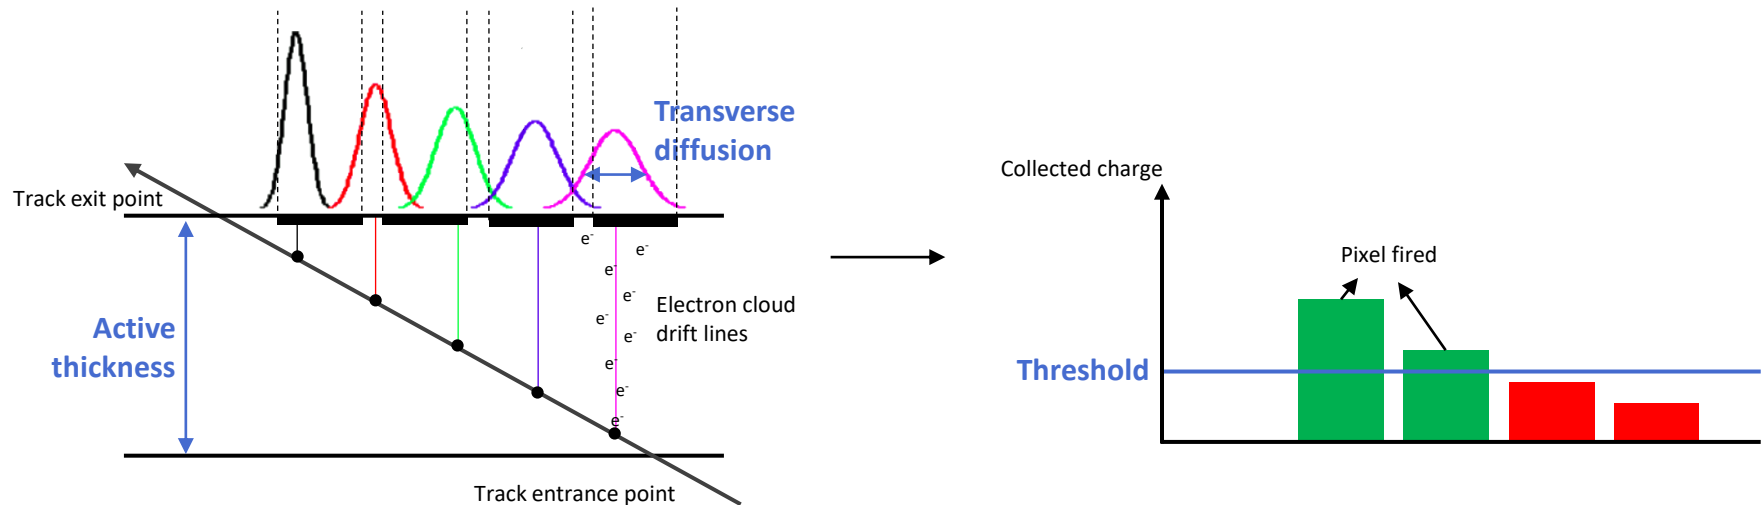 Transverse
diffusion
Track exit point
Active
thickness
e-
e-
e-
e-
e-
e-
e-
e-
e-
Electron cloud
drift lines
Track entrance point
Collected charge
Pixel fired
Threshold